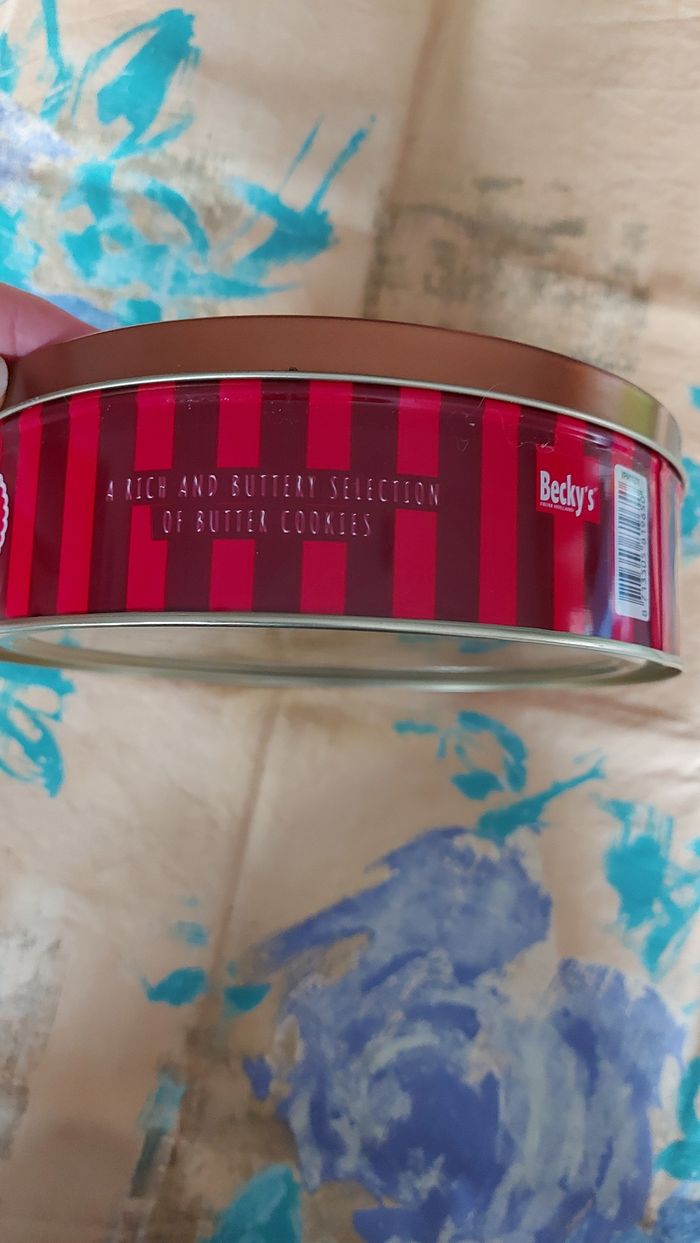 A RICH AND BUTTERY SELECTION
OF BUTTER COOKIES
Becky's